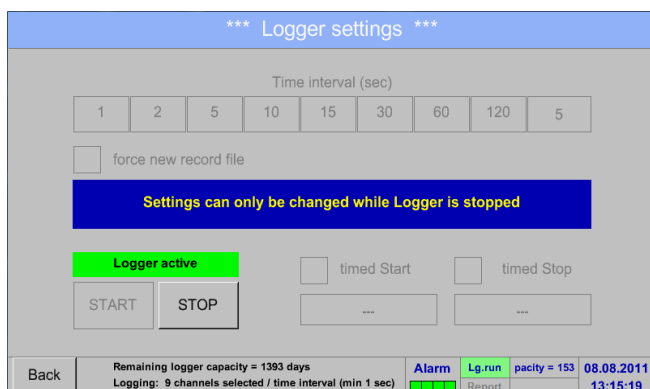 *** Logger settings ***
Time interval (sec)
1 2 5 10 15 30 60 120 5
force new record file
Settings can only be changed while Logger is stopped
Logger active
timed Start timed Stop
START STOP --- ---
Back
Remaining logger capacity = 1393 days
Logging: 9 channels selected / time interval (min 1 sec)
Alarm
Lg.run
Report
pacity = 153
08.08.2011
13:15:19